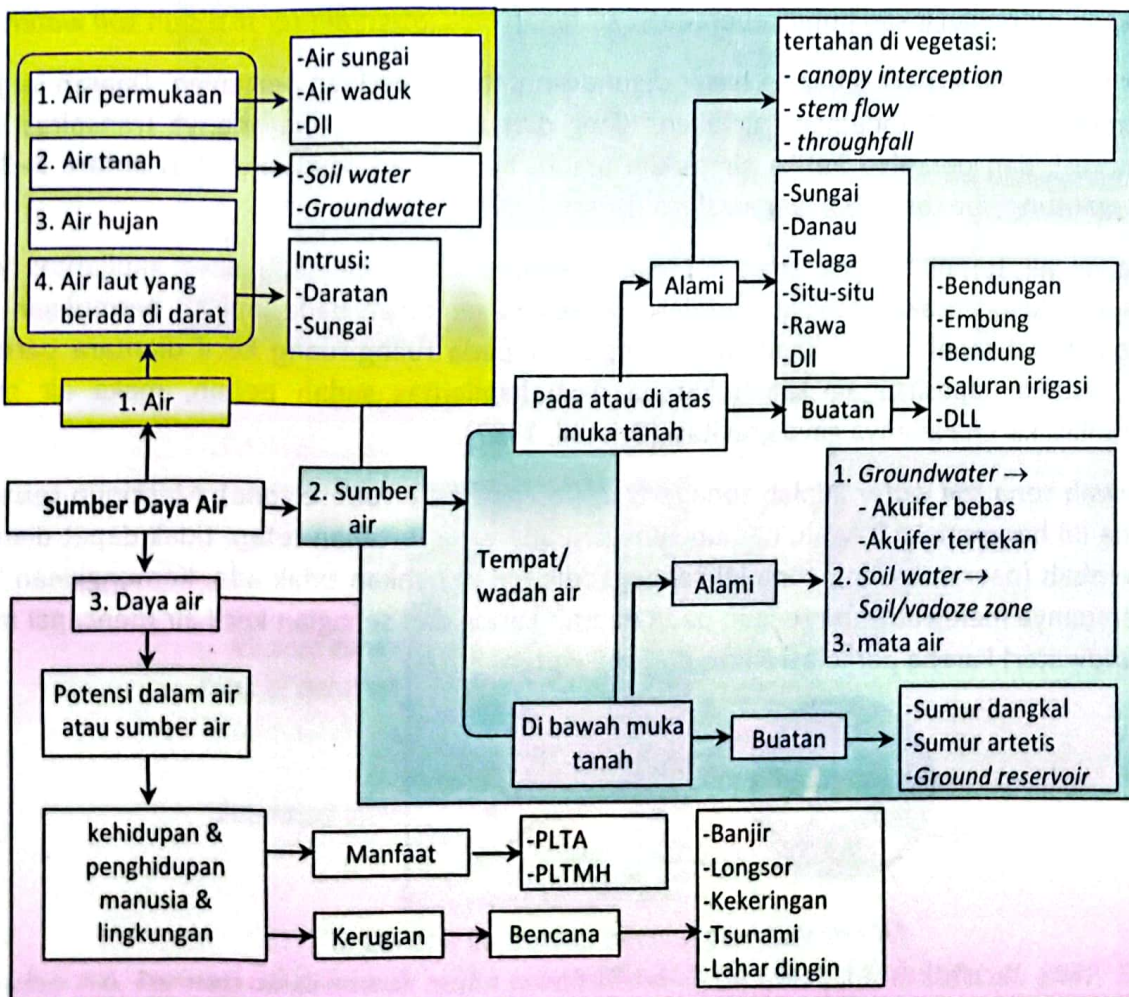 1. Air permukaan
2. Air tanah
3. Air hujan
4. Air laut yang
berada di darat
-Air sungai
-Air waduk
-Dll
-Soil water
-Groundwater
Intrusi:
-Daratan
-Sungai
1. Air
Sumber Daya Air
2. Sumber
air
3. Daya air
Potensi dalam air
atau sumber air
kehidupan &
penghidupan
manusia &
lingkungan
Manfaat
-PLTA
-PLTMH
Kerugian
Bencana
-Banjir
-Longsor
-Kekeringan
-Tsunami
-Lahar dingin
Tempat/
wadah air
Pada atau di atas
muka tanah
Alami
tertahan di vegetasi:
- canopy interception
- stem flow
- throughfall
-Sungai
-Danau
-Telaga
-Situ-situ
-Rawa
-Dll
Buatan
-Bendungan
-Embung
-Bendung
-Saluran irigasi
-DLL
Alami
1. Groundwater →
- Akuifer bebas
-Akuifer tertekan
2. Soil water ←
Soil/vadoze zone
3. mata air
Di bawah muka
tanah
Buatan
-Sumur dangkal
-Sumur artetis
-Ground reservoir